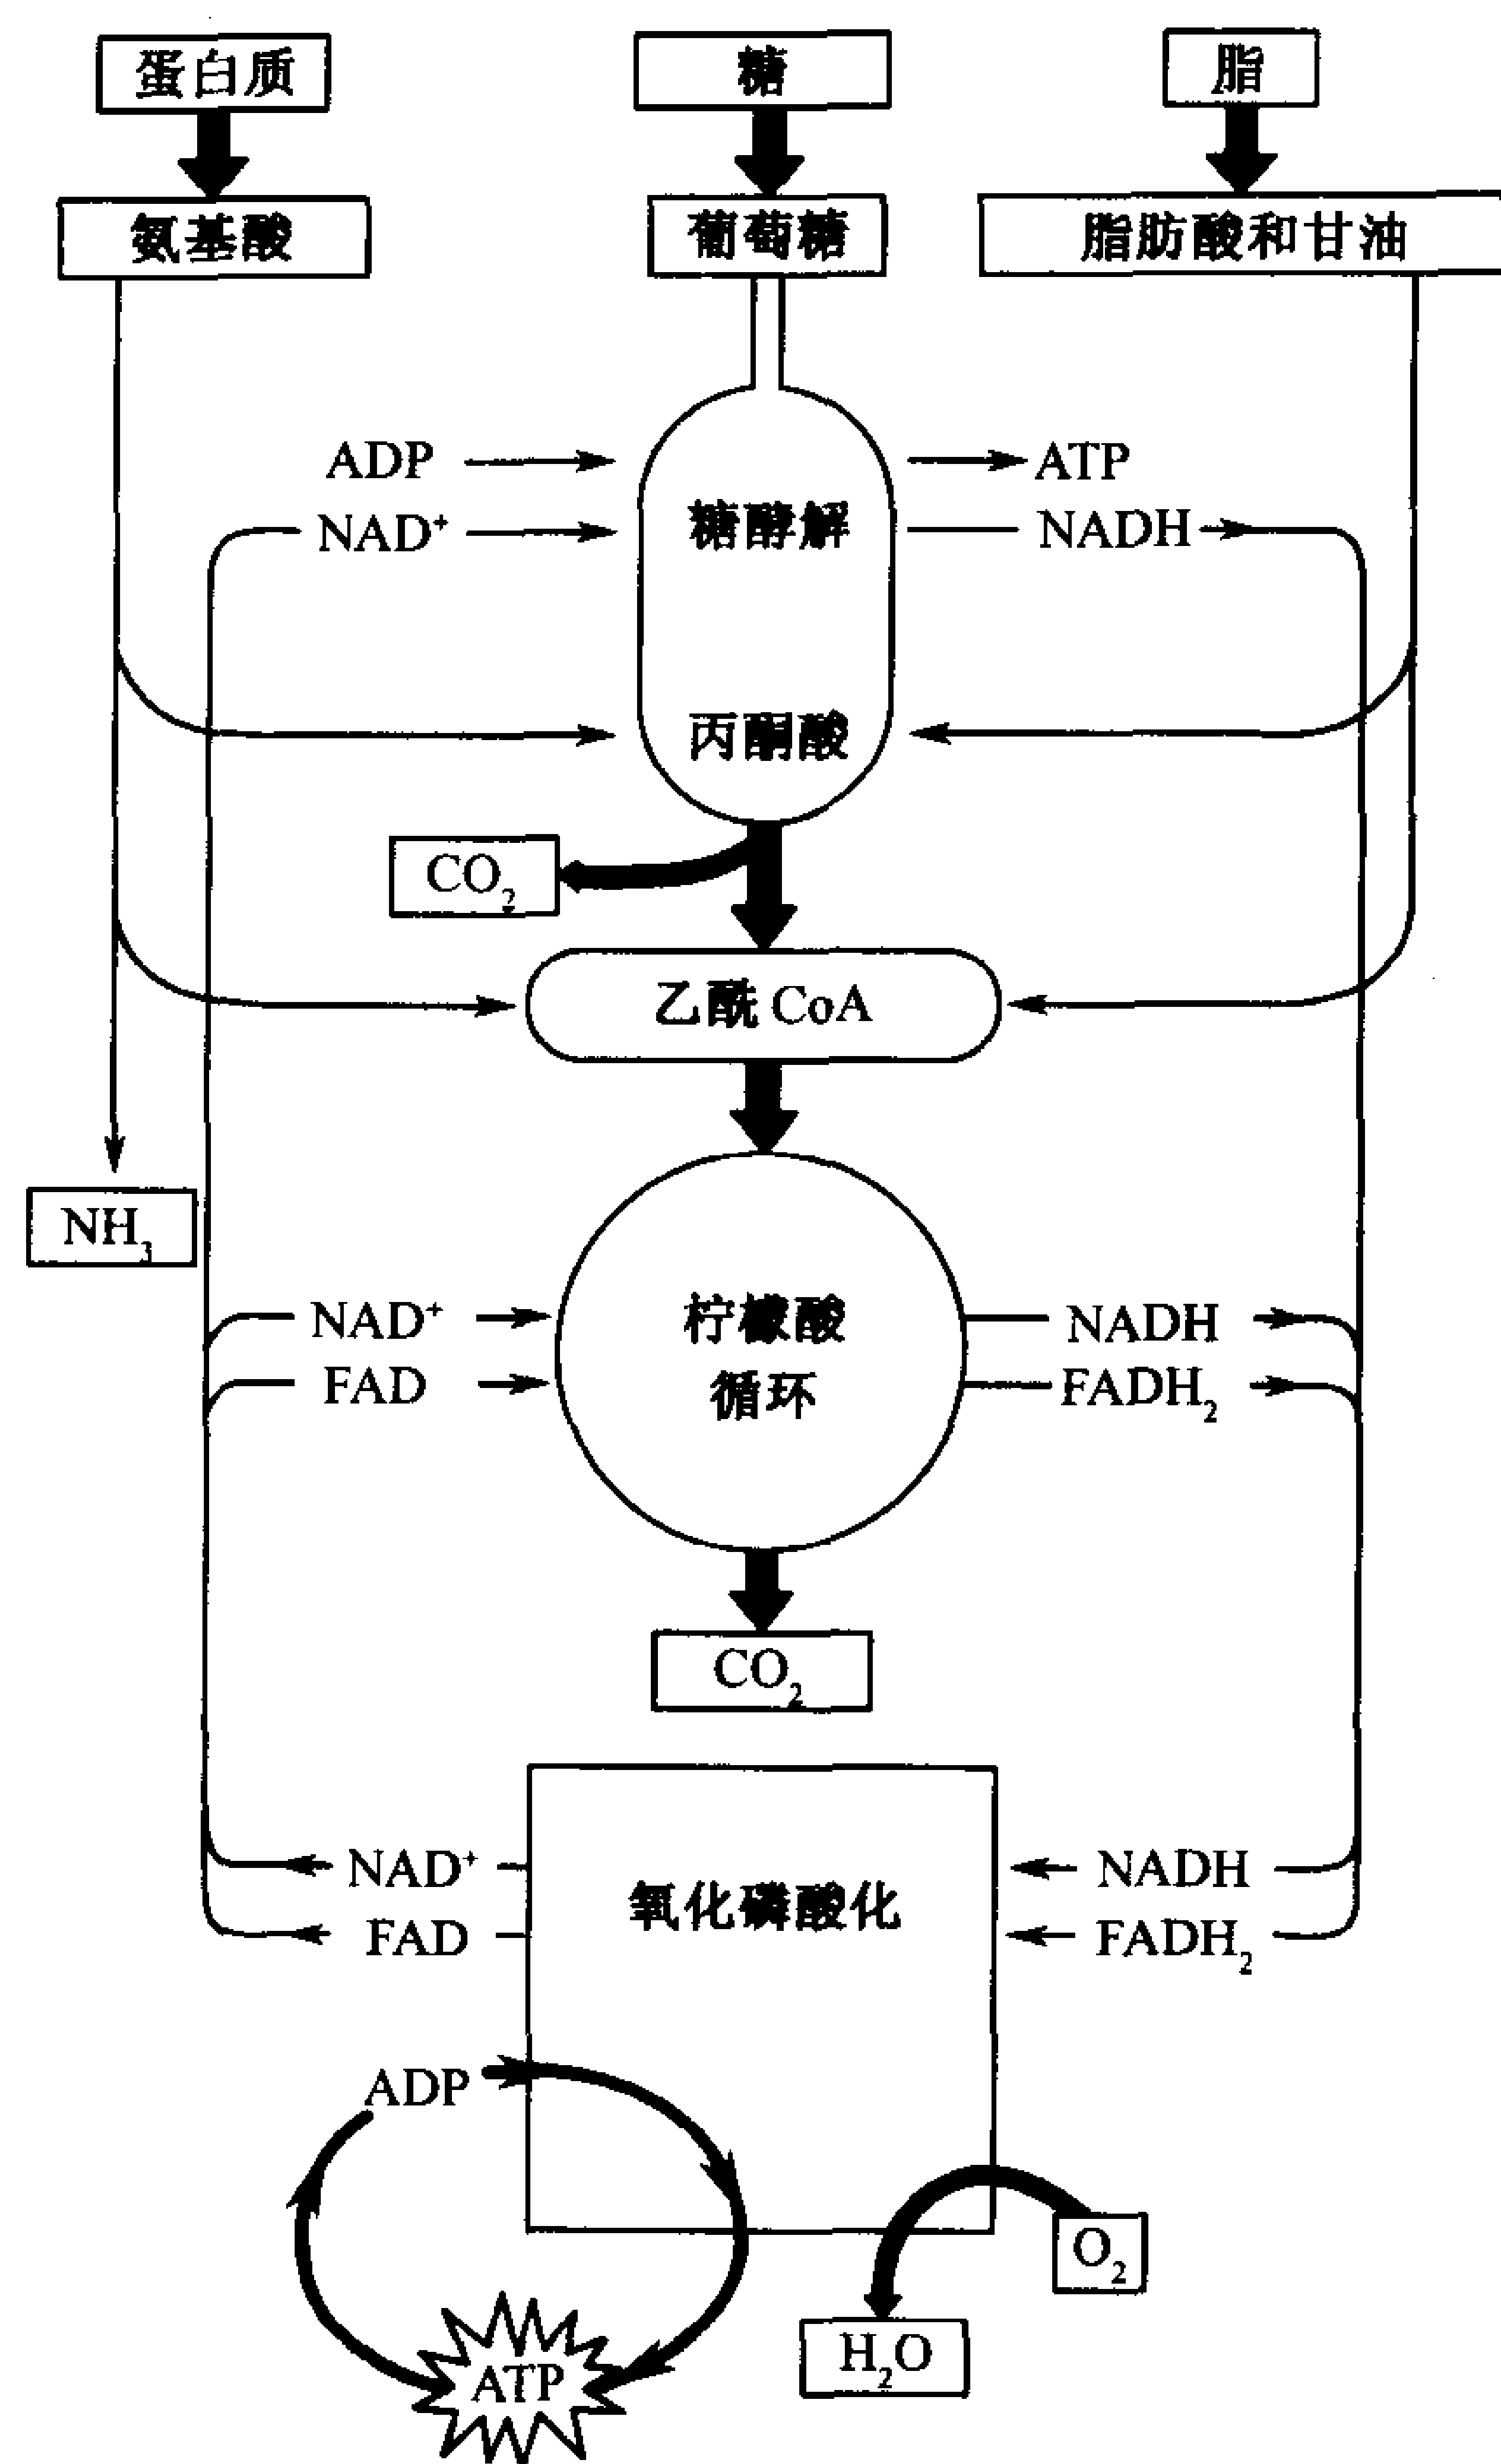 蛋白质
糖
脂
氨基酸
葡萄糖
脂肪酸和甘油
ADP
ATP
NAD⁺
糖酵解
NADH
丙酮酸
CO₂
乙酰 CoA
NH₃
NAD⁺
柠檬酸
NADH
FAD
循环
FADH₂
CO₂
NAD⁺
NADH
氧化磷酸化
FAD
FADH₂
ADP
O₂
H₂O
ATP